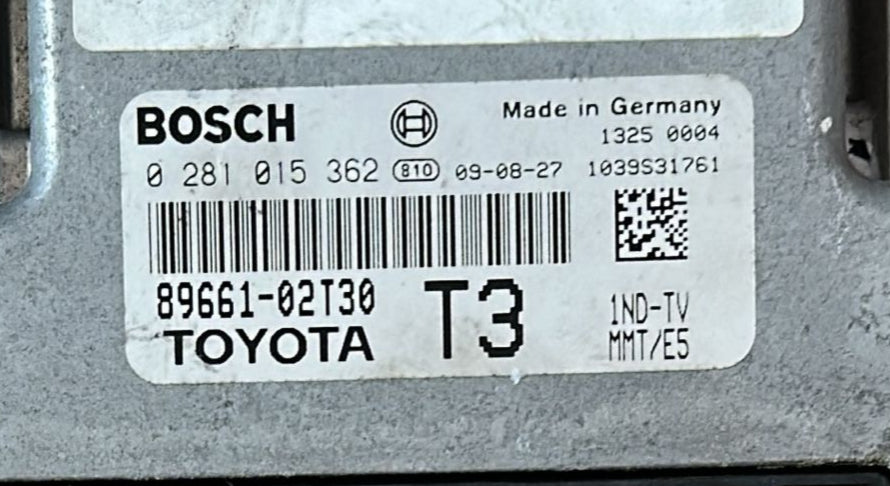 BOSCH Made in Germany
1325 0004
0 281 015 362 810 09-08-27 1039S31761
89661-02T30 T3 1ND-TV
TOYOTA MMT/E5